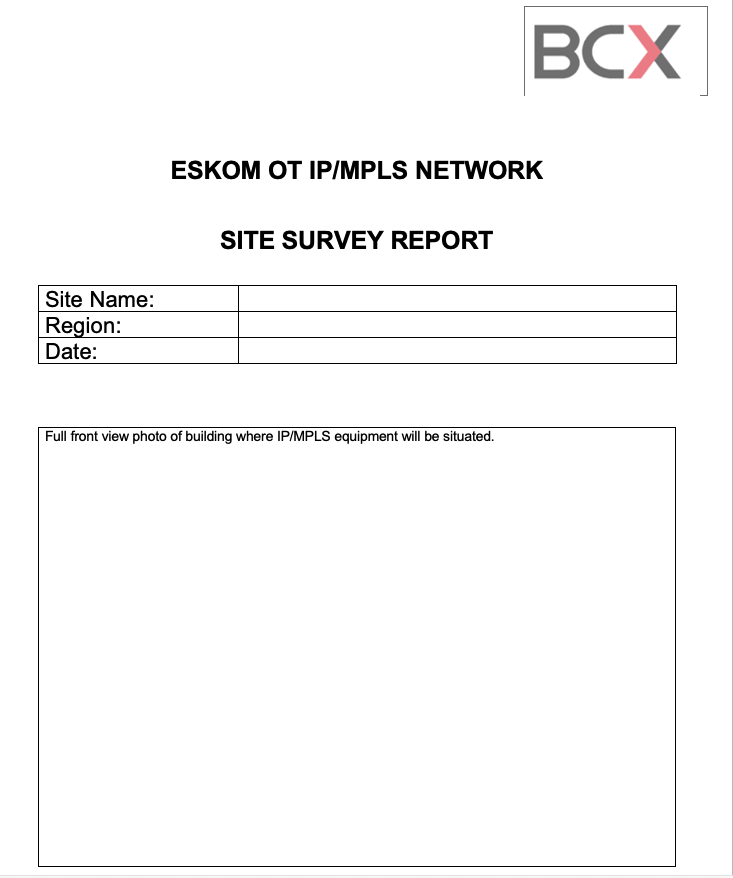 BCX
ESKOM OT IP/MPLS NETWORK
SITE SURVEY REPORT
Site Name:
Region:
Date:
Full front view photo of building where IP/MPLS equipment will be situated.